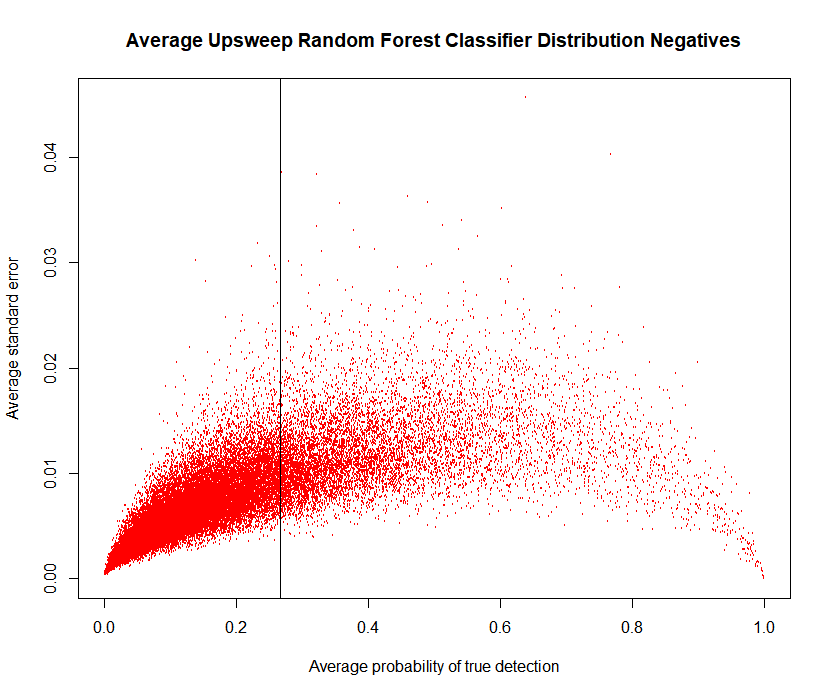 Average Upsweep Random Forest Classifier Distribution Negatives
Average standard error
0.04
0.03
0.02
0.01
0.00
0.0 0.2 0.4 0.6 0.8 1.0
Average probability of true detection